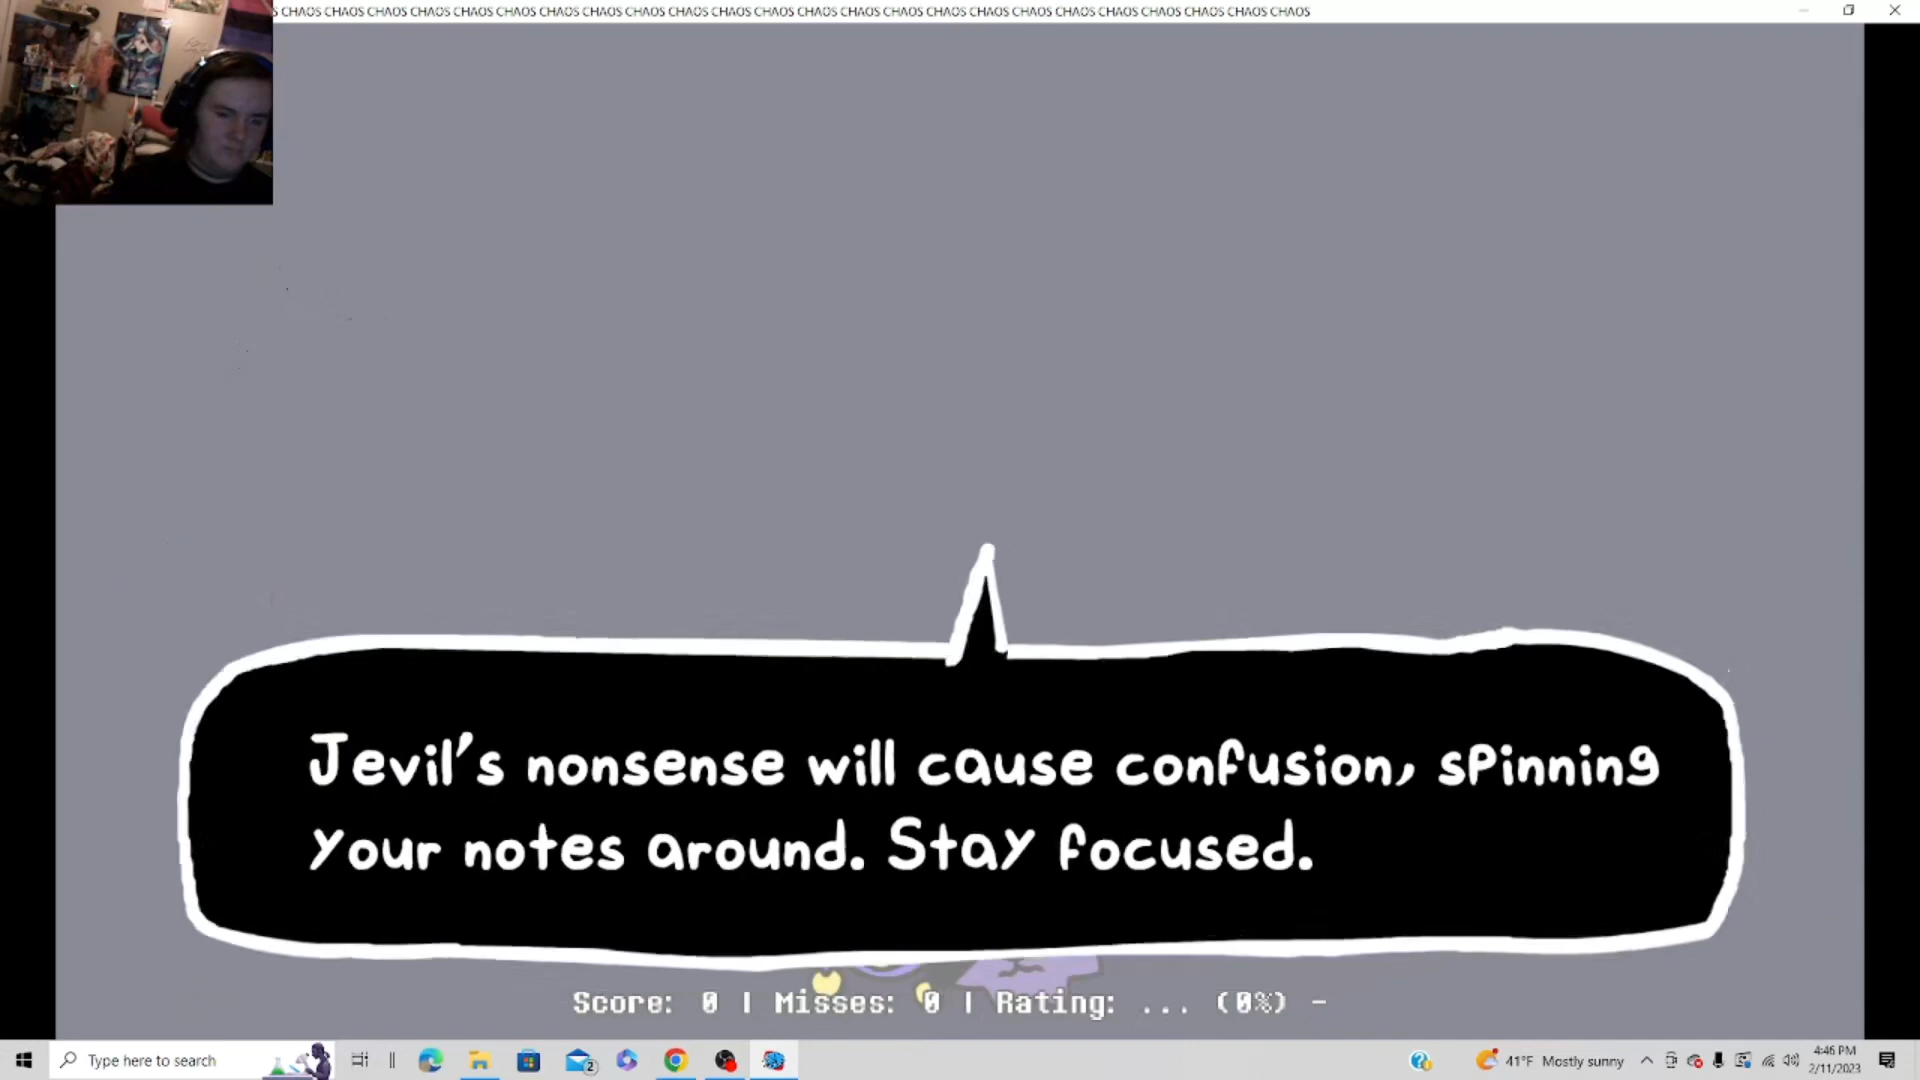 CHAOS CHAOS CHAOS CHAOS CHAOS CHAOS CHAOS CHAOS CHAOS CHAOS CHAOS CHAOS CHAOS CHAOS CHAOS CHAOS CHAOS CHAOS CHAOS CHAOS CHAOS CHAOS CHAOS CHAOS
Jevil's nonsense will cause confusion, spinning
your notes around. Stay focused.
Score: 0 | Misses: 0 | Rating: ... (0%) -
Type here to search
2
41°F Mostly sunny
4:46 PM
2/11/2023